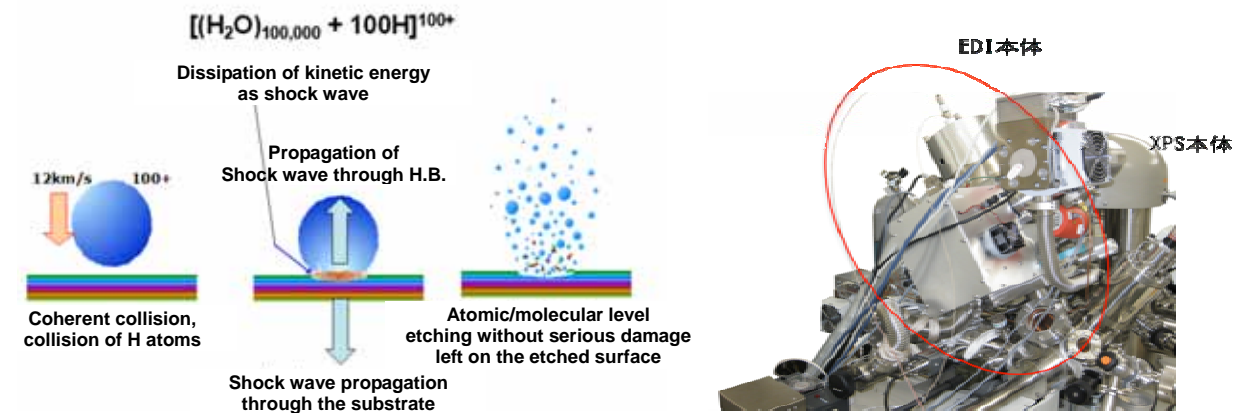 [(H₂O)₁₀₀,₀₀₀ + 100H]¹⁰⁰⁺
Dissipation of kinetic energy
as shock wave
Propagation of
Shock wave through H.B.
12km/s
100+
Coherent collision,
collision of H atoms
Shock wave propagation
through the substrate
Atomic/molecular level
etching without serious damage
left on the etched surface
EDI本体
XPS本体